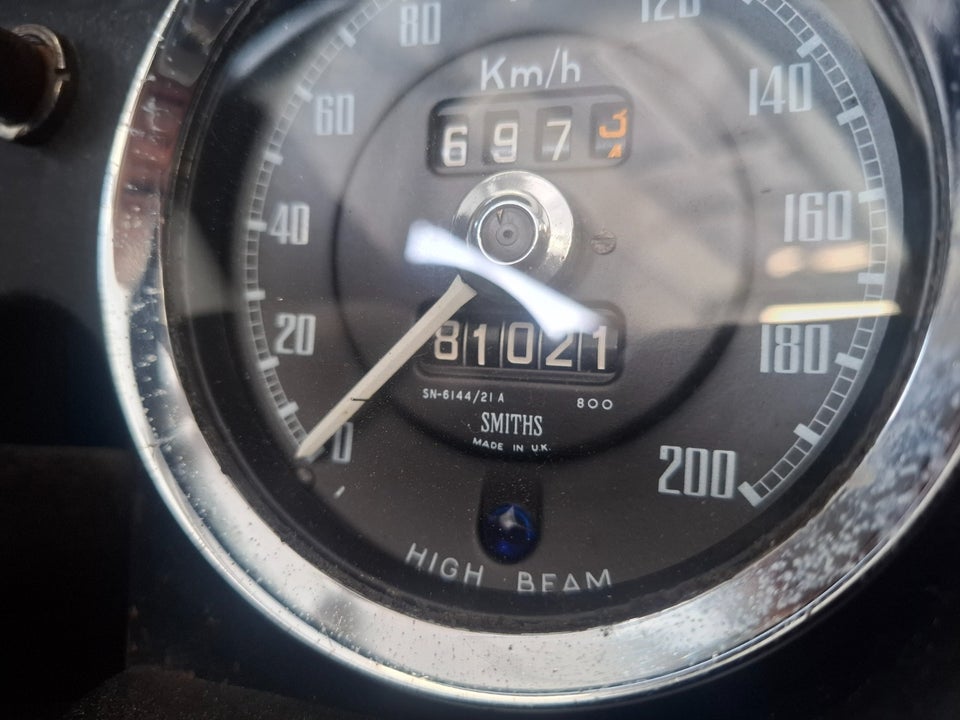 80
120
Km/h
60
140
6973
40
160
20
81021
180
SN-6144/21 A
800
SMITHS
0
MADE IN U.K.
200
HIGH BEAM